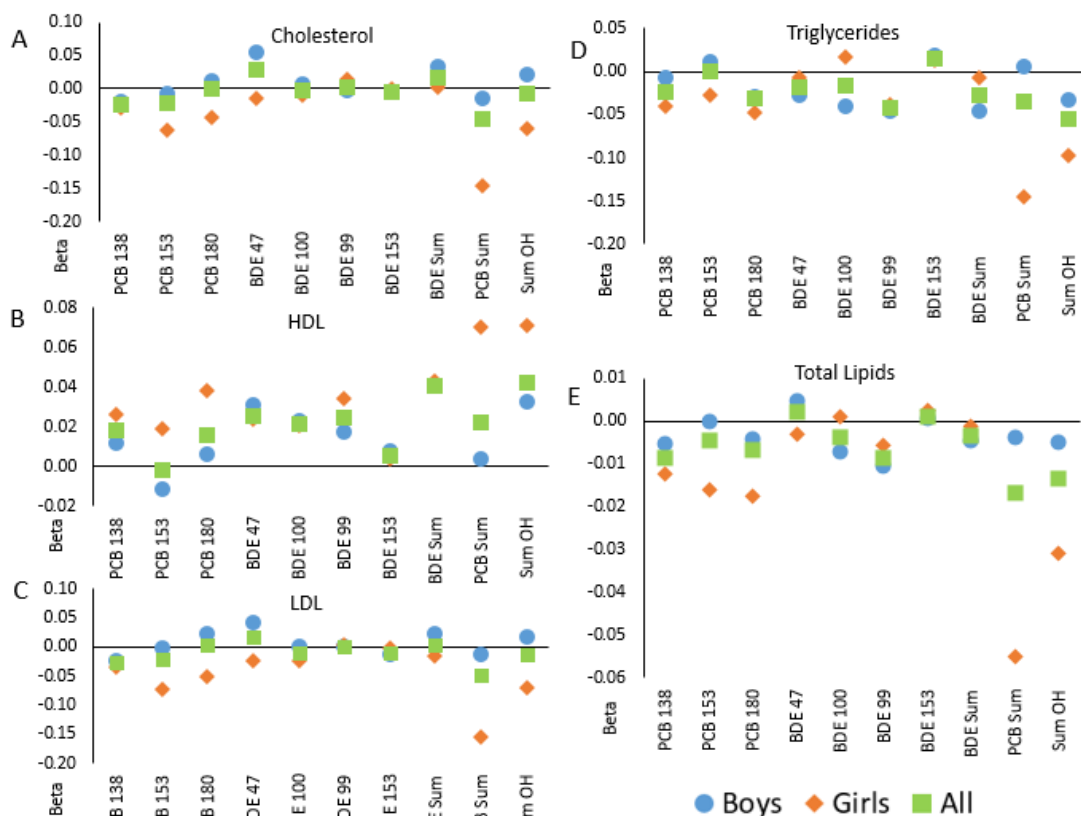 A
Cholesterol
0.10
0.05
0.00
-0.05
-0.10
-0.15
-0.20
Beta
PCB 138
PCB 153
PCB 180
BDE 47
BDE 100
BDE 99
BDE 153
BDE Sum
PCB Sum
Sum OH
B
HDL
0.08
0.06
0.04
0.02
0.00
-0.02
Beta
PCB 138
PCB 153
PCB 180
BDE 47
BDE 100
BDE 99
BDE 153
BDE Sum
PCB Sum
Sum OH
C
LDL
0.10
0.05
0.00
-0.05
-0.10
-0.15
-0.20
Beta
138
153
180
47
100
99
153
Sum
Sum
OH
D
Triglycerides
0.05
0.00
-0.05
-0.10
-0.15
-0.20
Beta
PCB 138
PCB 153
PCB 180
BDE 47
BDE 100
BDE 99
BDE 153
BDE Sum
PCB Sum
Sum OH
E
Total Lipids
0.01
0.00
-0.01
-0.02
-0.03
-0.04
-0.05
-0.06
Beta
PCB 138
PCB 153
PCB 180
BDE 47
BDE 100
BDE 99
BDE 153
BDE Sum
PCB Sum
Sum OH
Boys Girls All